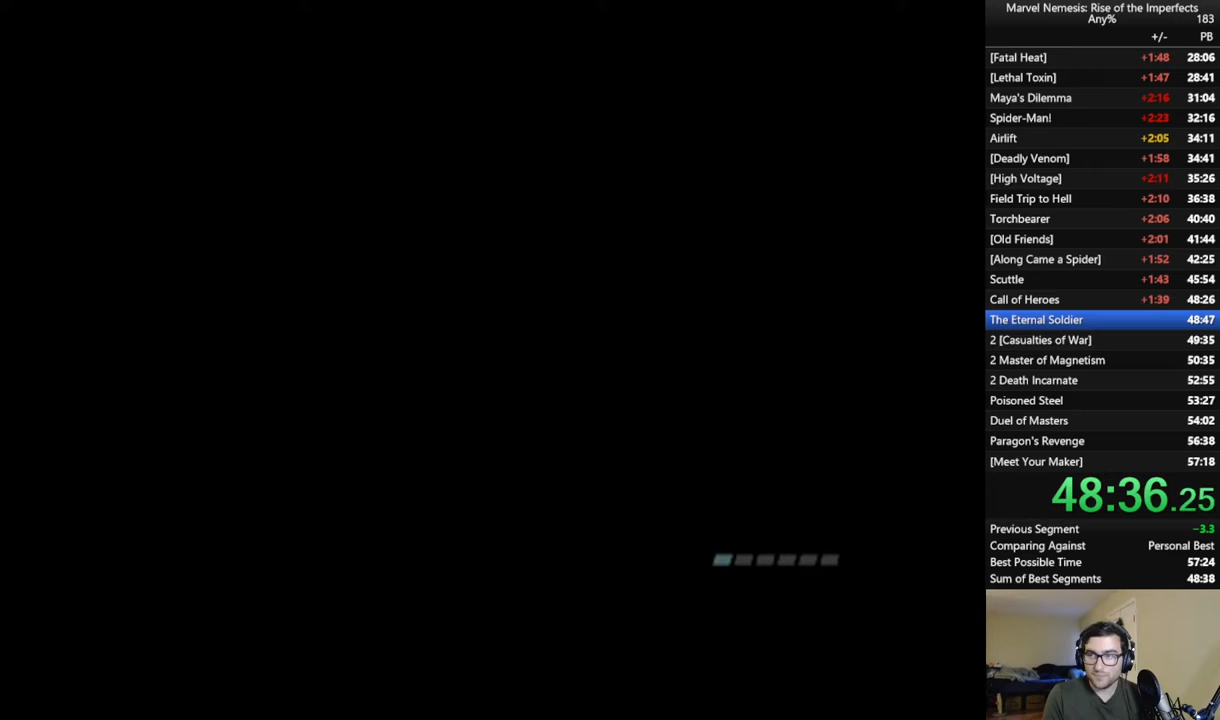 Marvel Nemesis: Rise of the Imperfects
Any% 183
+/- PB
[Fatal Heat] +1:48 28:06
[Lethal Toxin] +1:47 28:41
Maya's Dilemma +2:16 31:04
Spider-Man! +2:23 32:16
Airlift +2:05 34:11
[Deadly Venom] +1:58 34:41
[High Voltage] +2:11 35:26
Field Trip to Hell +2:10 36:38
Torchbearer +2:06 40:40
[Old Friends] +2:01 41:44
[Along Came a Spider] +1:52 42:25
Scuttle +1:43 45:54
Call of Heroes +1:39 48:26
The Eternal Soldier 48:47
2 [Casualties of War] 49:35
2 Master of Magnetism 50:35
2 Death Incarnate 52:55
Poisoned Steel 53:27
Duel of Masters 54:02
Paragon's Revenge 56:38
[Meet Your Maker] 57:18
48:36.25
Previous Segment −3.3
Comparing Against Personal Best
Best Possible Time 57:24
Sum of Best Segments 48:38